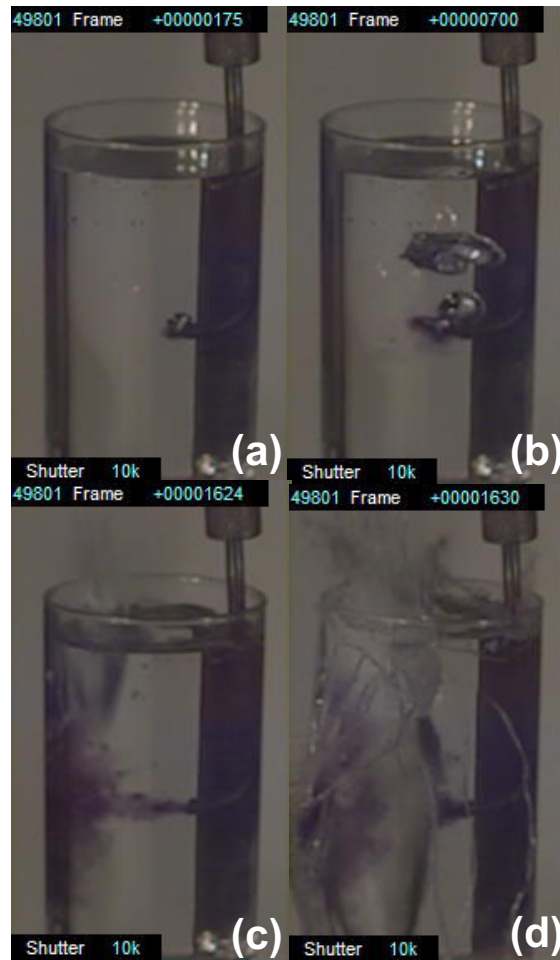 49801 Frame +00000175
49801 Frame +00000700
Shutter 10k
(a)
Shutter 10k
(b)
49801 Frame +00001624
49801 Frame +00001630
Shutter 10k
(c)
Shutter 10k
(d)